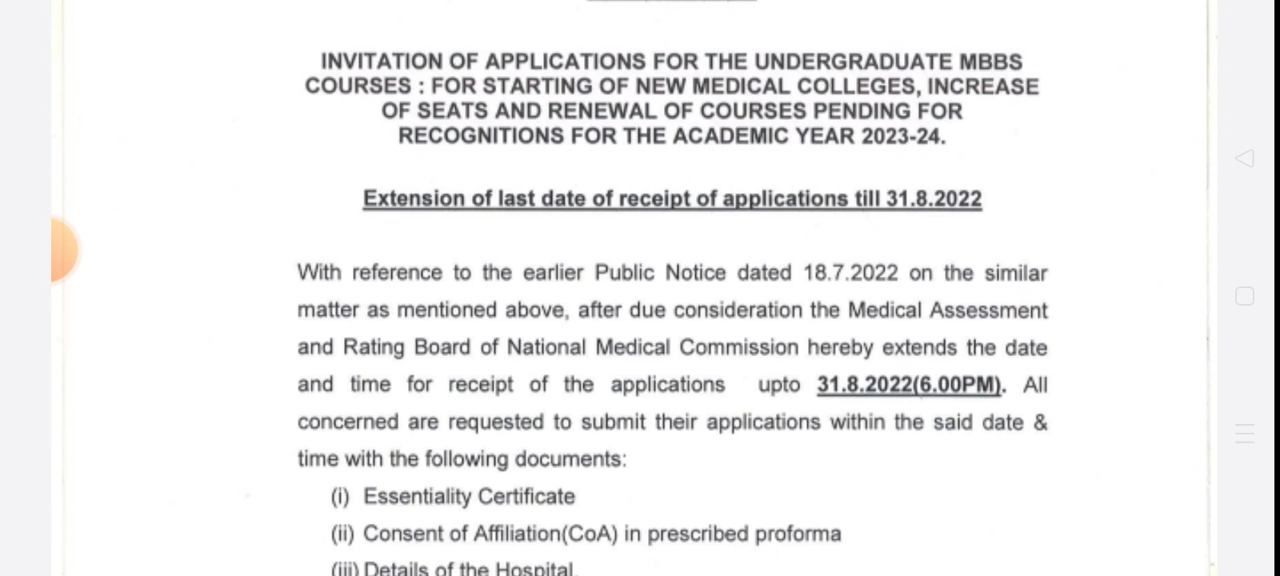 INVITATION OF APPLICATIONS FOR THE UNDERGRADUATE MBBS
COURSES : FOR STARTING OF NEW MEDICAL COLLEGES, INCREASE
OF SEATS AND RENEWAL OF COURSES PENDING FOR
RECOGNITIONS FOR THE ACADEMIC YEAR 2023-24.
Extension of last date of receipt of applications till 31.8.2022
With reference to the earlier Public Notice dated 18.7.2022 on the similar
matter as mentioned above, after due consideration the Medical Assessment
and Rating Board of National Medical Commission hereby extends the date
and time for receipt of the applications upto 31.8.2022(6.00PM). All
concerned are requested to submit their applications within the said date &
time with the following documents:
(i) Essentiality Certificate
(ii) Consent of Affiliation(CoA) in prescribed proforma
(iii) Details of the Hospital.